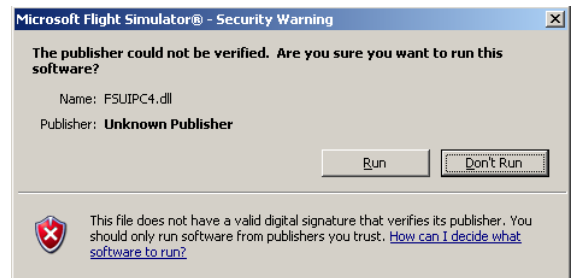 Microsoft Flight Simulator® - Security Warning
The publisher could not be verified. Are you sure you want to run this
software?
Name: FSUIPC4.dll
Publisher: Unknown Publisher
Run
Don't Run
This file does not have a valid digital signature that verifies its publisher. You
should only run software from publishers you trust. How can I decide what
software to run?